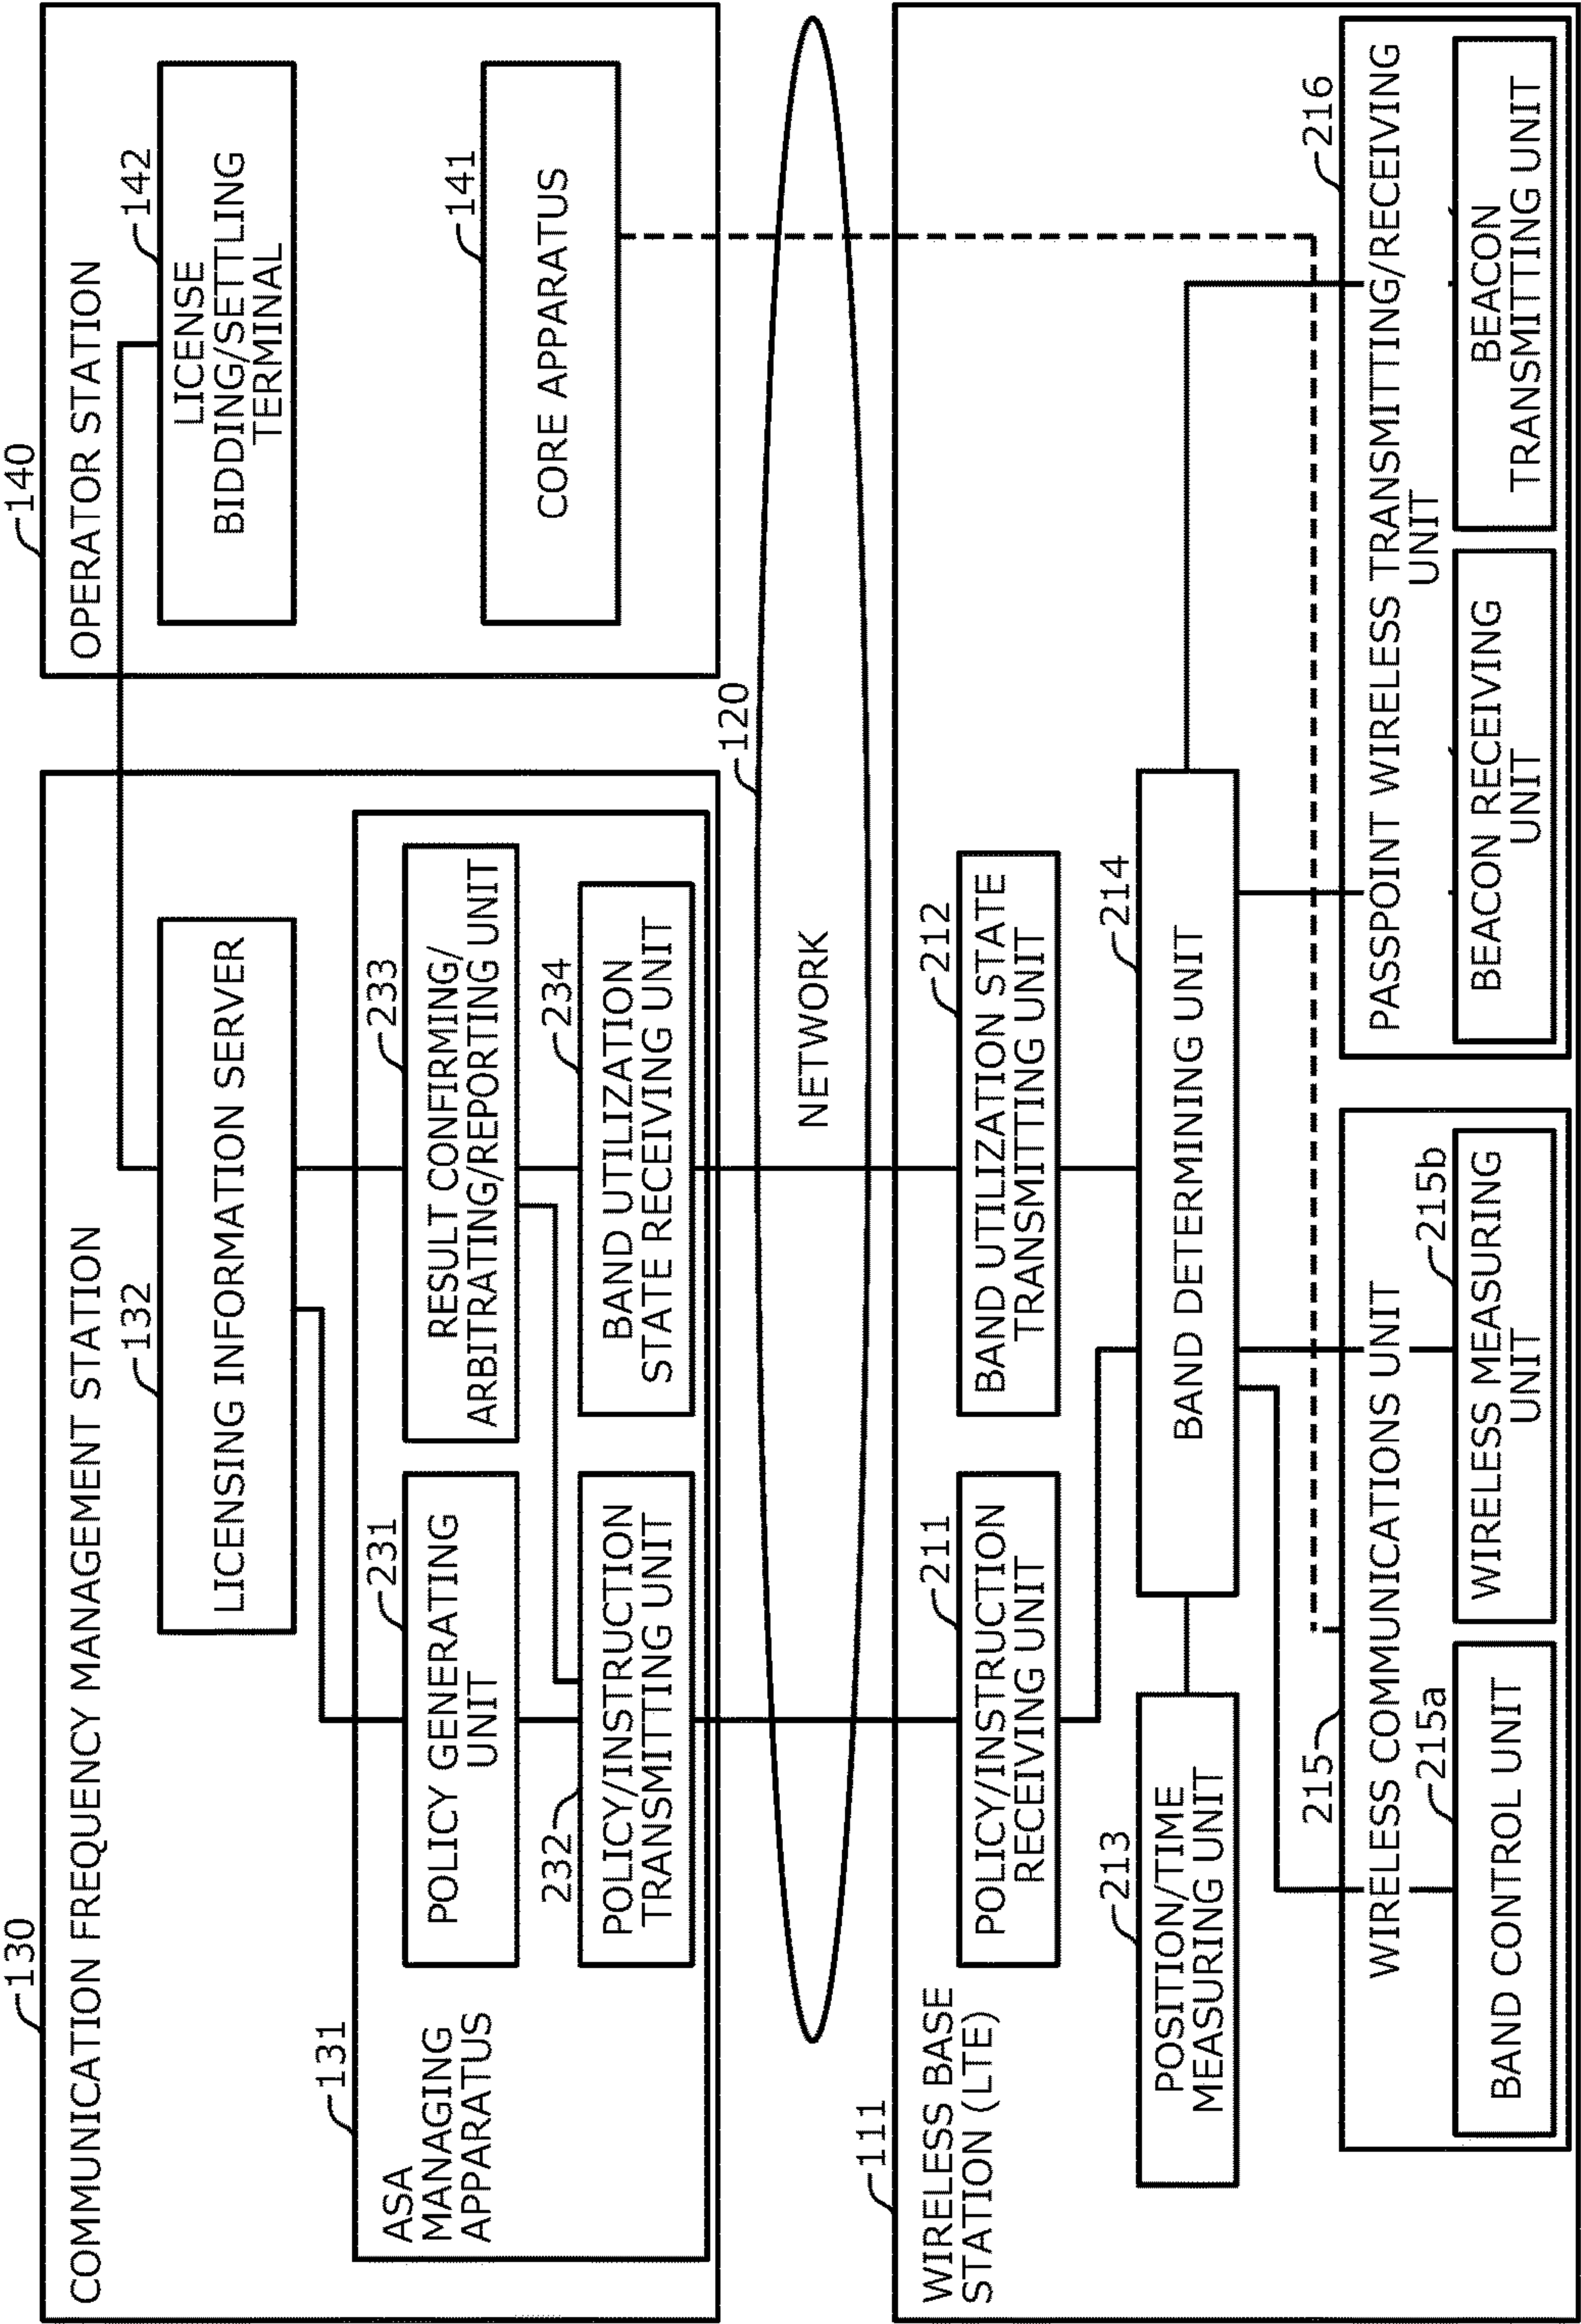 130
COMMUNICATION FREQUENCY MANAGEMENT STATION
132
LICENSING INFORMATION SERVER
131
ASA
MANAGING
APPARATUS
231
POLICY GENERATING
UNIT
233
RESULT CONFIRMING/
ARBITRATING/REPORTING UNIT
232
POLICY/INSTRUCTION
TRANSMITTING UNIT
234
BAND UTILIZATION
STATE RECEIVING UNIT
140
OPERATOR STATION
142
LICENSE
BIDDING/SETTLING
TERMINAL
141
CORE APPARATUS
120
NETWORK
111
WIRELESS BASE
STATION (LTE)
211
POLICY/INSTRUCTION
RECEIVING UNIT
212
BAND UTILIZATION STATE
TRANSMITTING UNIT
213
POSITION/TIME
MEASURING UNIT
214
BAND DETERMINING UNIT
215
WIRELESS COMMUNICATIONS UNIT
215a
BAND CONTROL UNIT
215b
WIRELESS MEASURING
UNIT
216
PASSPOINT WIRELESS TRANSMITTING/RECEIVING
UNIT
BEACON RECEIVING
UNIT
BEACON
TRANSMITTING UNIT